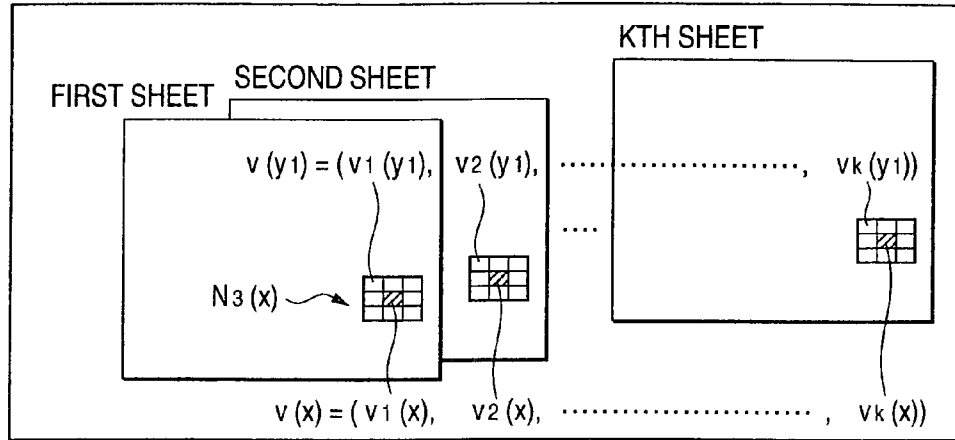 KTH SHEET
SECOND SHEET
FIRST SHEET
v(y1) = (v1(y1), v2(y1), ····················, vk(y1))
····
N3(x)
v(x) = (v1(x), v2(x), ····················, vk(x))